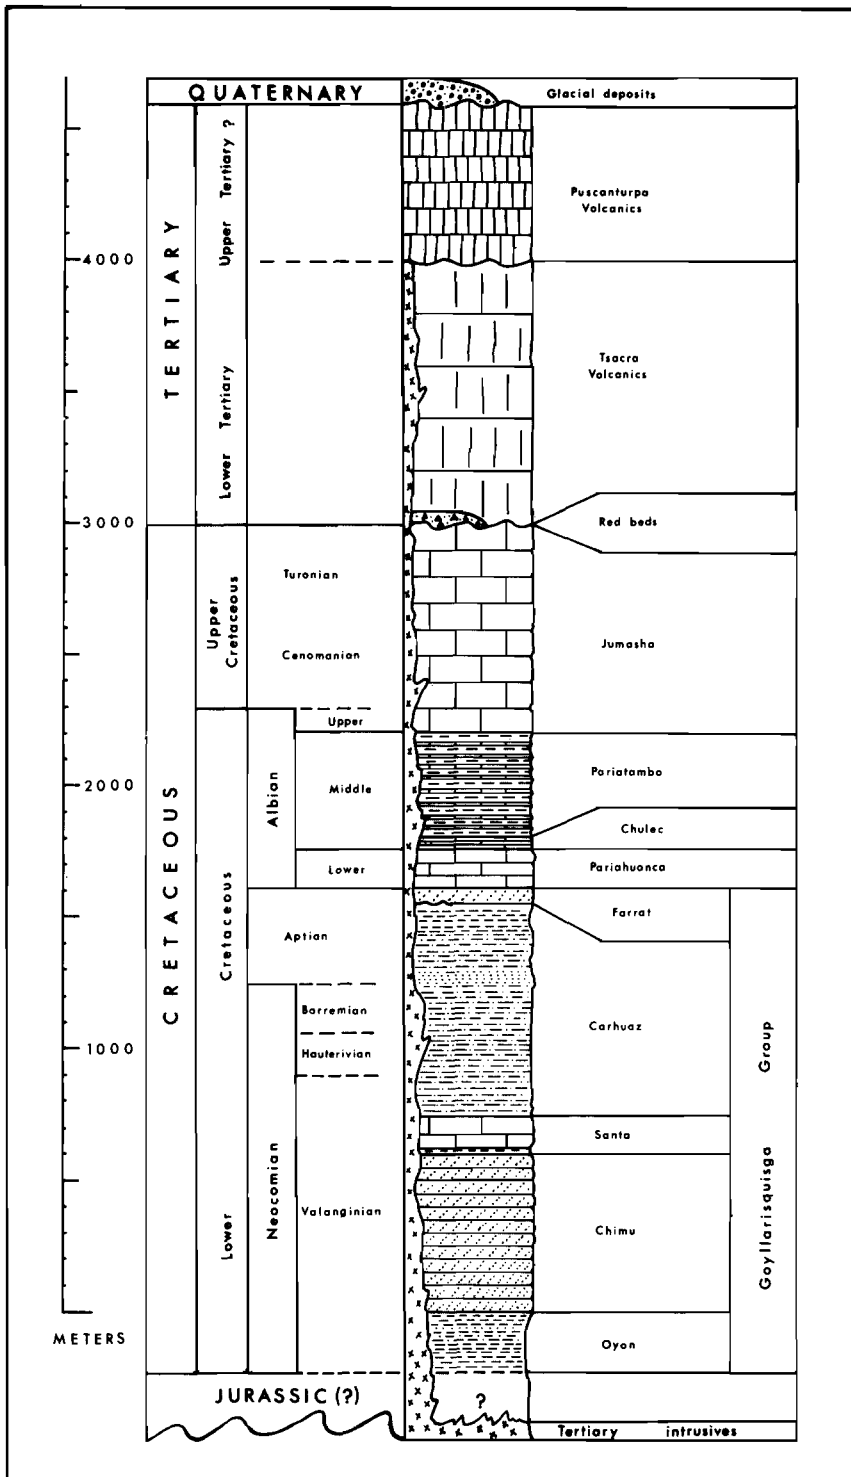 QUATERNARY
Glacial deposits
TERTIARY
Upper Tertiary ?
Puscanturpa
Volcanics
4000
Lower Tertiary
Tsacra
Volcanics
3000
Red beds
CRETACEOUS
Upper
Cretaceous
Turonian
Cenomanian
Jumasha
Lower Cretaceous
Albian
Upper
Middle
Lower
2000
Pariatambo
Chulec
Pariahuanca
Aptian
Farrat
Goyllarisquisga Group
Neocomian
Barremian
Hauterivian
Valanginian
1000
Carhuaz
Santa
Chimu
Oyon
METERS
JURASSIC (?)
?
Tertiary intrusives